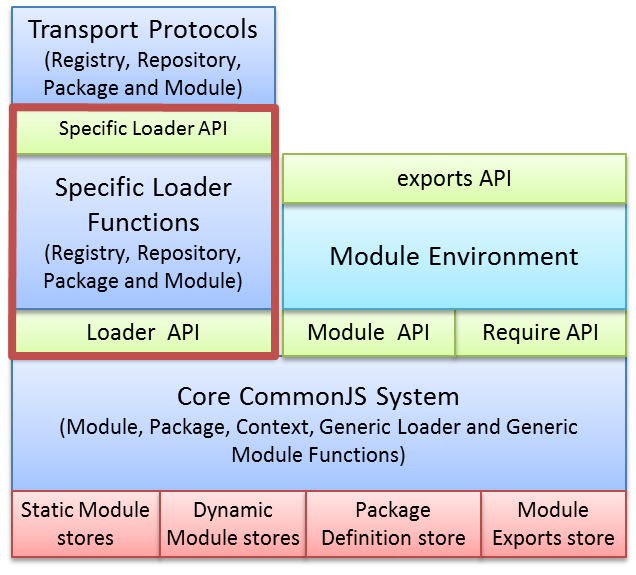 Transport Protocols
(Registry, Repository,
Package and Module)
Specific Loader API
Specific Loader
Functions
(Registry, Repository,
Package and Module)
Loader API
exports API
Module Environment
Module API
Require API
Core CommonJS System
(Module, Package, Context, Generic Loader and Generic
Module Functions)
Static Module
stores
Dynamic
Module stores
Package
Definition store
Module
Exports store